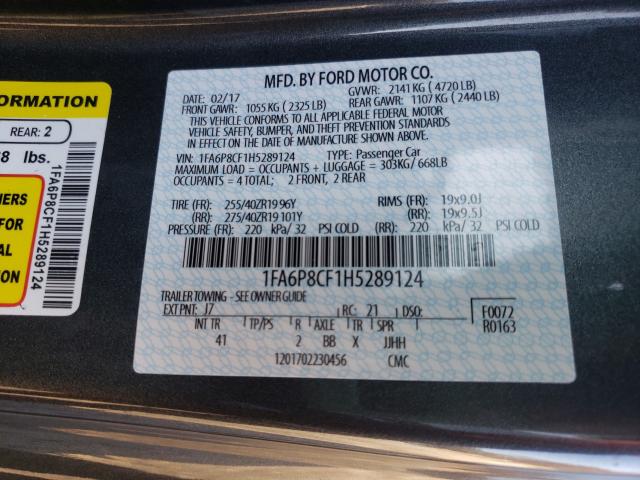 ORMATION
REAR: 2
8 lbs.
IERS
FOR
AL
TION
1FA6P8CF1H5289124
MFD. BY FORD MOTOR CO.
DATE: 02/17 GVWR: 2141 KG ( 4720 LB)
FRONT GAWR: 1055 KG ( 2325 LB) REAR GAWR: 1107 KG ( 2440 LB)
THIS VEHICLE CONFORMS TO ALL APPLICABLE FEDERAL MOTOR
VEHICLE SAFETY, BUMPER, AND THEFT PREVENTION STANDARDS
IN EFFECT ON THE DATE OF MANUFACTURE SHOWN ABOVE.
VIN: 1FA6P8CF1H5289124 TYPE: Passenger Car
MAXIMUM LOAD = OCCUPANTS + LUGGAGE = 303KG/ 668LB
OCCUPANTS = 4 TOTAL; 2 FRONT, 2 REAR
TIRE (FR): 255/40ZR19 96Y RIMS (FR): 19x9.0J
(RR): 275/40ZR19 101Y (RR): 19x9.5J
PRESSURE (FR): 220 kPa/ 32 PSI COLD (RR): 220 kPa/ 32 PSI COLD
1FA6P8CF1H5289124
TRAILER TOWING - SEE OWNER GUIDE
EXT PNT: J7 RC: 21 DSO: F0072
INT TR TP/PS R AXLE TR SPR R0163
41 2 BB X JJHH
1201702230456 CMC